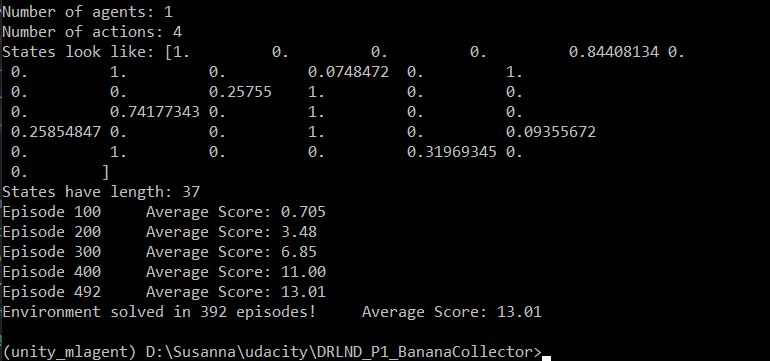 Number of agents: 1
Number of actions: 4
States look like: [1. 0. 0. 0. 0.84408134 0.
0. 1. 0. 0.0748472 0. 1.
0. 0. 0.25755 1. 0. 0.
0. 0.74177343 0. 1. 0. 0.
0.25854847 0. 0. 1. 0. 0.09355672
0. 1. 0. 0. 0.31969345 0.
0. ]
States have length: 37
Episode 100 Average Score: 0.705
Episode 200 Average Score: 3.48
Episode 300 Average Score: 6.85
Episode 400 Average Score: 11.00
Episode 492 Average Score: 13.01
Environment solved in 392 episodes! Average Score: 13.01
(unity_mlagent) D:\Susanna\udacity\DRLND_P1_BananaCollector>